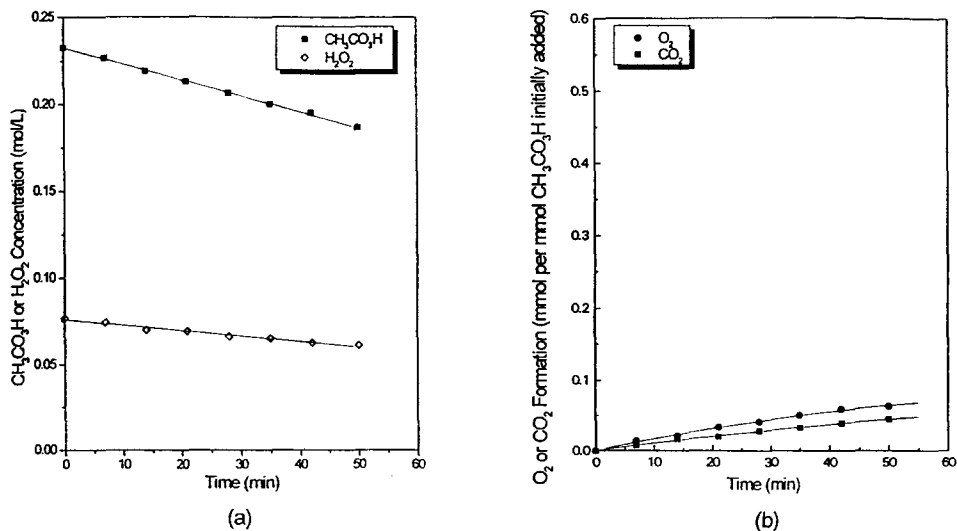 CH₃CO₃H or H₂O₂ Concentration (mol/L)
0.25
0.20
0.15
0.10
0.05
0.00
CH₃CO₃H
H₂O₂
0 10 20 30 40 50 60
Time (min)
(a)
O₂ or CO₂ Formation (mmol per mmol CH₃CO₃H initially added)
0.6
0.5
0.4
0.3
0.2
0.1
0.0
O₂
CO₂
0 10 20 30 40 50 60
Time (min)
(b)